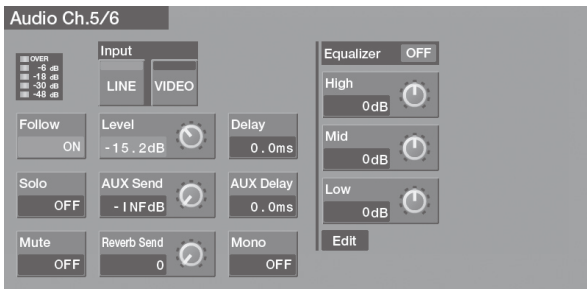 Audio Ch.5/6
OVER
-6 dB
-18 dB
-30 dB
-48 dB
Input
LINE
VIDEO
Follow
ON
Level
-15.2dB
Delay
0.0ms
Solo
OFF
AUX Send
-INFdB
AUX Delay
0.0ms
Mute
OFF
Reverb Send
0
Mono
OFF
Equalizer
OFF
High
0dB
Mid
0dB
Low
0dB
Edit